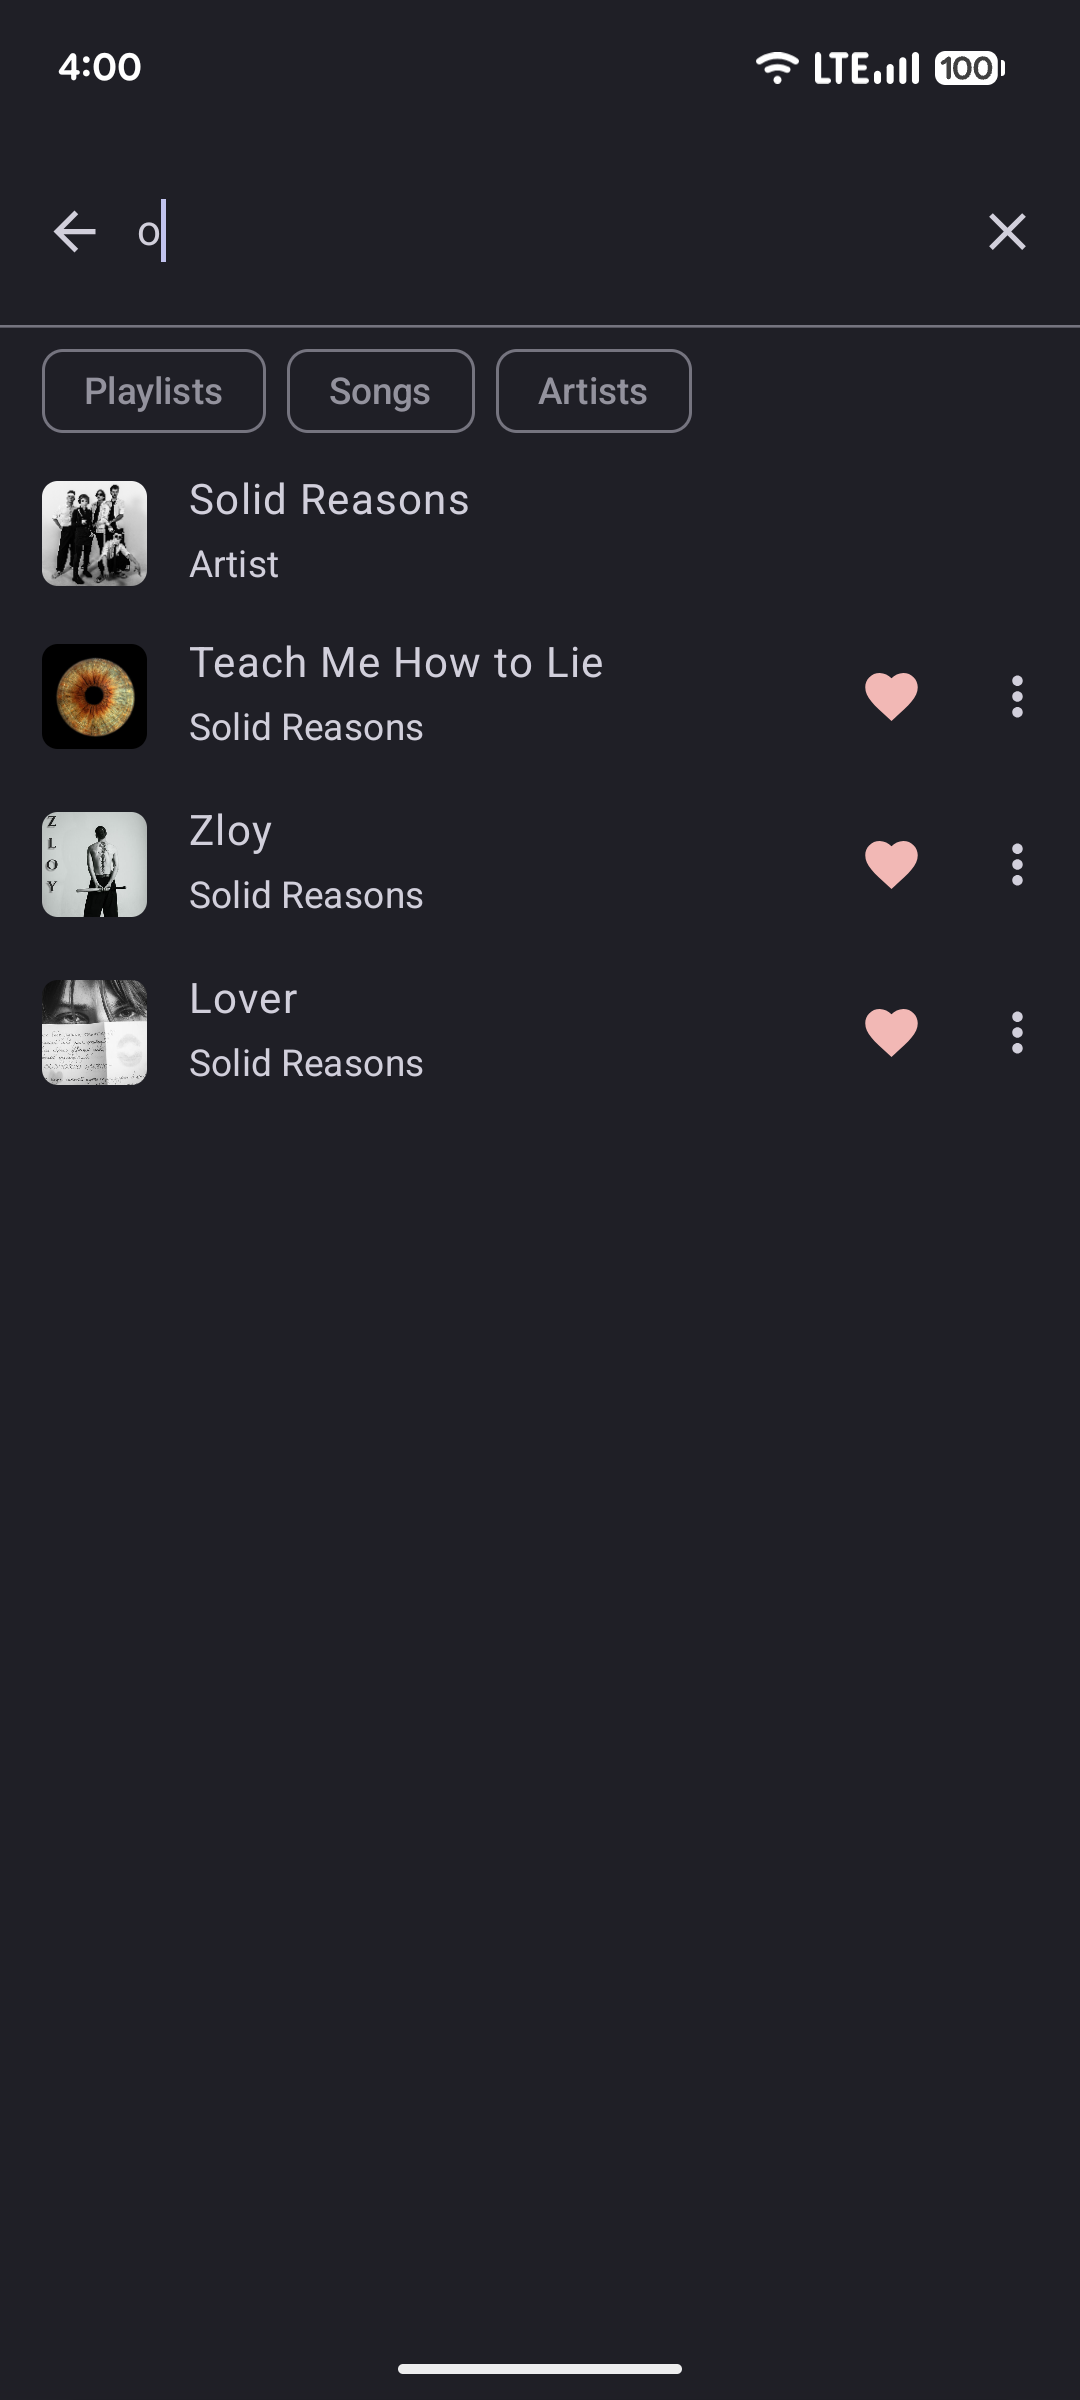 4:00 LTE 100
o
Playlists Songs Artists
Solid Reasons
Artist
Teach Me How to Lie
Solid Reasons
Z
L
O
Y
Zloy
Solid Reasons
Lover
Solid Reasons